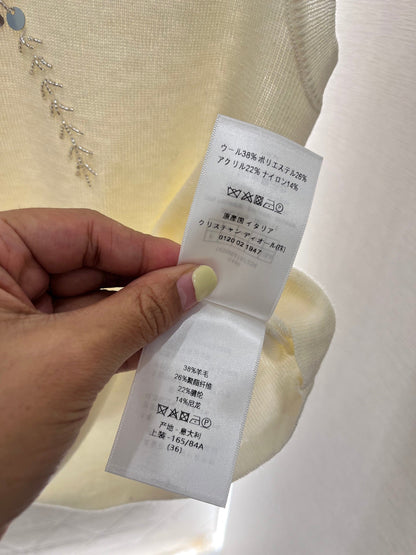 ウール38% ポリエステル26%
アクリル22% ナイロン14%
原産国 イタリア
クリスチャン ディオール(株)
0120 02 1947
38%羊毛
26%聚酯纤维
22%腈纶
14%尼龙
产地 - 意大利
上装 - 165/84A
(36)